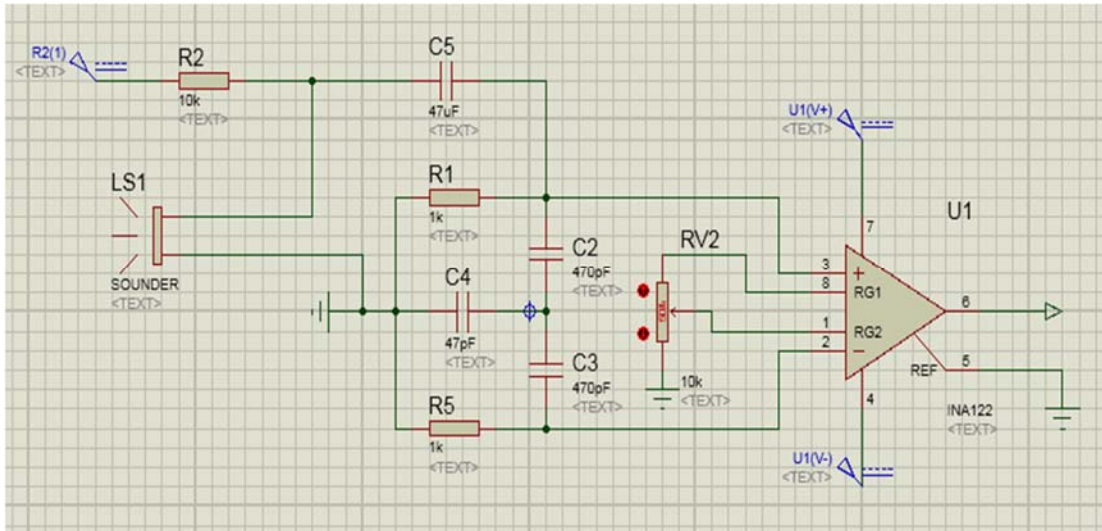 R2(1)
<TEXT>
R2
10k
<TEXT>
C5
47uF
<TEXT>
U1(V+)
<TEXT>
LS1
SOUNDER
<TEXT>
R1
1k
<TEXT>
C2
470pF
<TEXT>
C4
47pF
<TEXT>
C3
470pF
<TEXT>
R5
1k
<TEXT>
RV2
10k
<TEXT>
U1
7
3
8
1
2
+
RG1
RG2
−
6
5
REF
4
INA122
<TEXT>
U1(V-)
<TEXT>